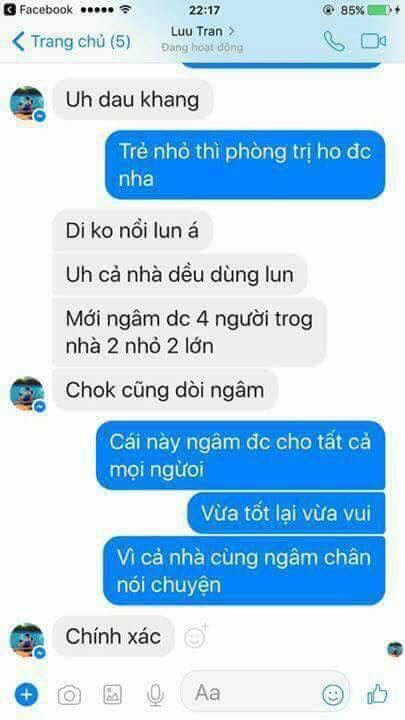 Facebook
22:17
85%
Trang chủ (5)
Luu Tran
Đang hoạt động
Uh dau khang
Trẻ nhỏ thì phòng trị ho đc
nha
Di ko nổi lun á
Uh cả nhà dều dùng lun
Mới ngâm dc 4 người trog
nhà 2 nhỏ 2 lớn
Chok cũng dòi ngâm
Cái này ngâm đc cho tất cả
mọi ngừoi
Vừa tốt lại vừa vui
Vì cả nhà cùng ngâm chân
nói chuyện
Chính xác
Aa